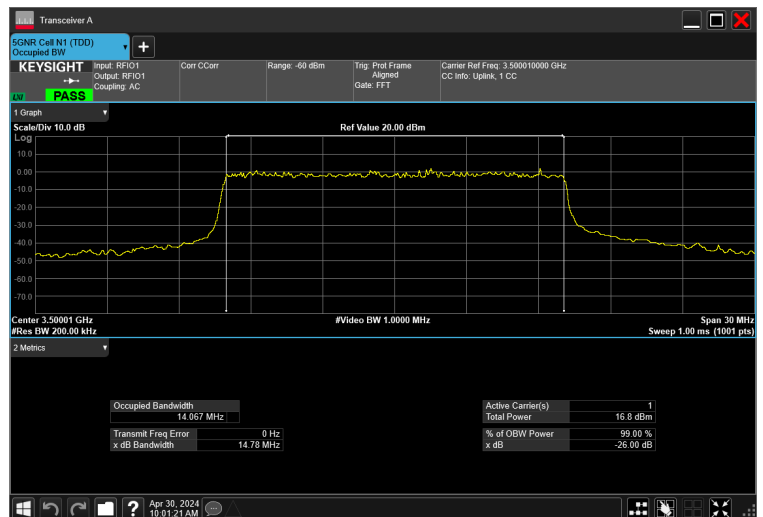 Transceiver A
5GNR Cell N1 (TDD)
Occupied BW
KEYSIGHT
LXI
PASS
Input: RFIO1
Output: RFIO1
Coupling: AC
Corr CCorr
Range: -60 dBm
Trig: Prot Frame
Aligned
Gate: FFT
Carrier Ref Freq: 3.500010000 GHz
CC Info: Uplink, 1 CC
1 Graph
Scale/Div 10.0 dB
Ref Value 20.00 dBm
Log
10.0
0.00
-10.0
-20.0
-30.0
-40.0
-50.0
-60.0
-70.0
Center 3.50001 GHz
#Video BW 1.0000 MHz
Span 30 MHz
#Res BW 200.00 kHz
Sweep 1.00 ms (1001 pts)
2 Metrics
Occupied Bandwidth
14.067 MHz
Transmit Freq Error 0 Hz
x dB Bandwidth 14.78 MHz
Active Carrier(s) 1
Total Power 16.8 dBm
% of OBW Power 99.00 %
x dB -26.00 dB
Apr 30, 2024
10:01:21 AM